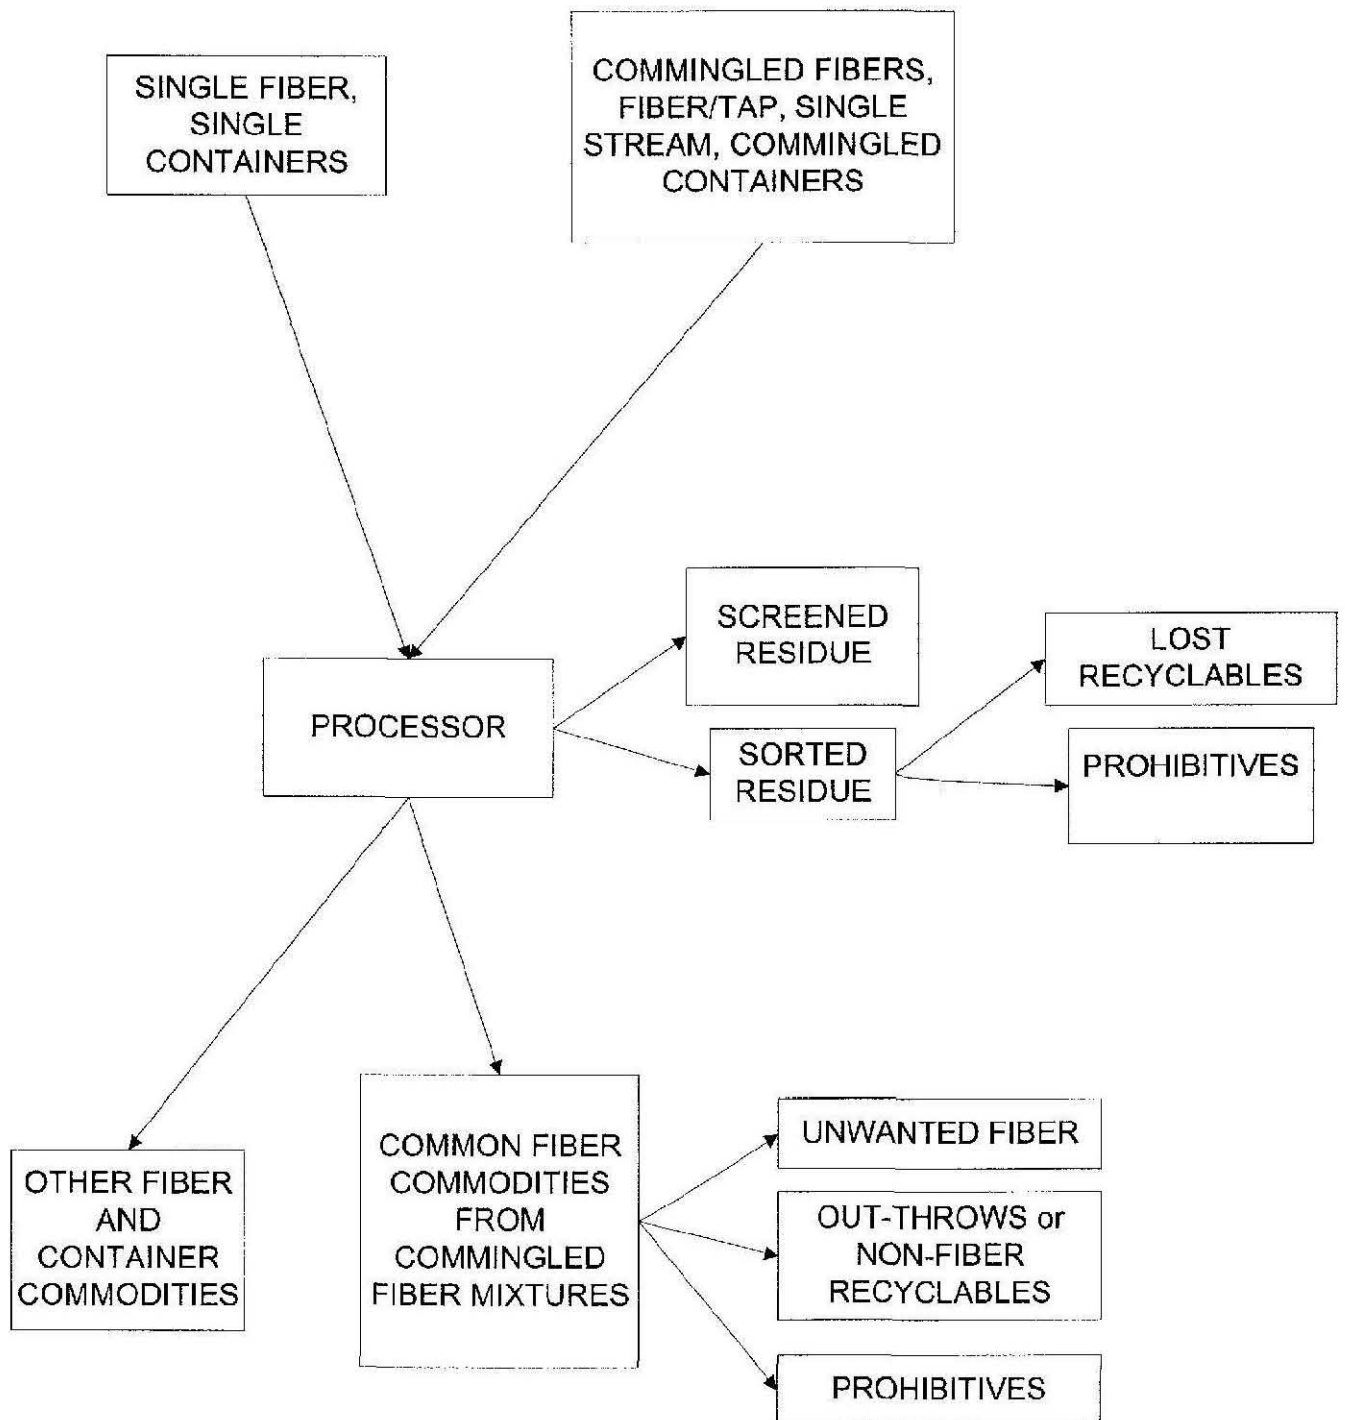 SINGLE FIBER,
SINGLE
CONTAINERS
COMMINGLED FIBERS,
FIBER/TAP, SINGLE
STREAM, COMMINGLED
CONTAINERS
PROCESSOR
SCREENED
RESIDUE
SORTED
RESIDUE
LOST
RECYCLABLES
PROHIBITIVES
OTHER FIBER
AND
CONTAINER
COMMODITIES
COMMON FIBER
COMMODITIES
FROM
COMMINGLED
FIBER MIXTURES
UNWANTED FIBER
OUT-THROWS or
NON-FIBER
RECYCLABLES
PROHIBITIVES